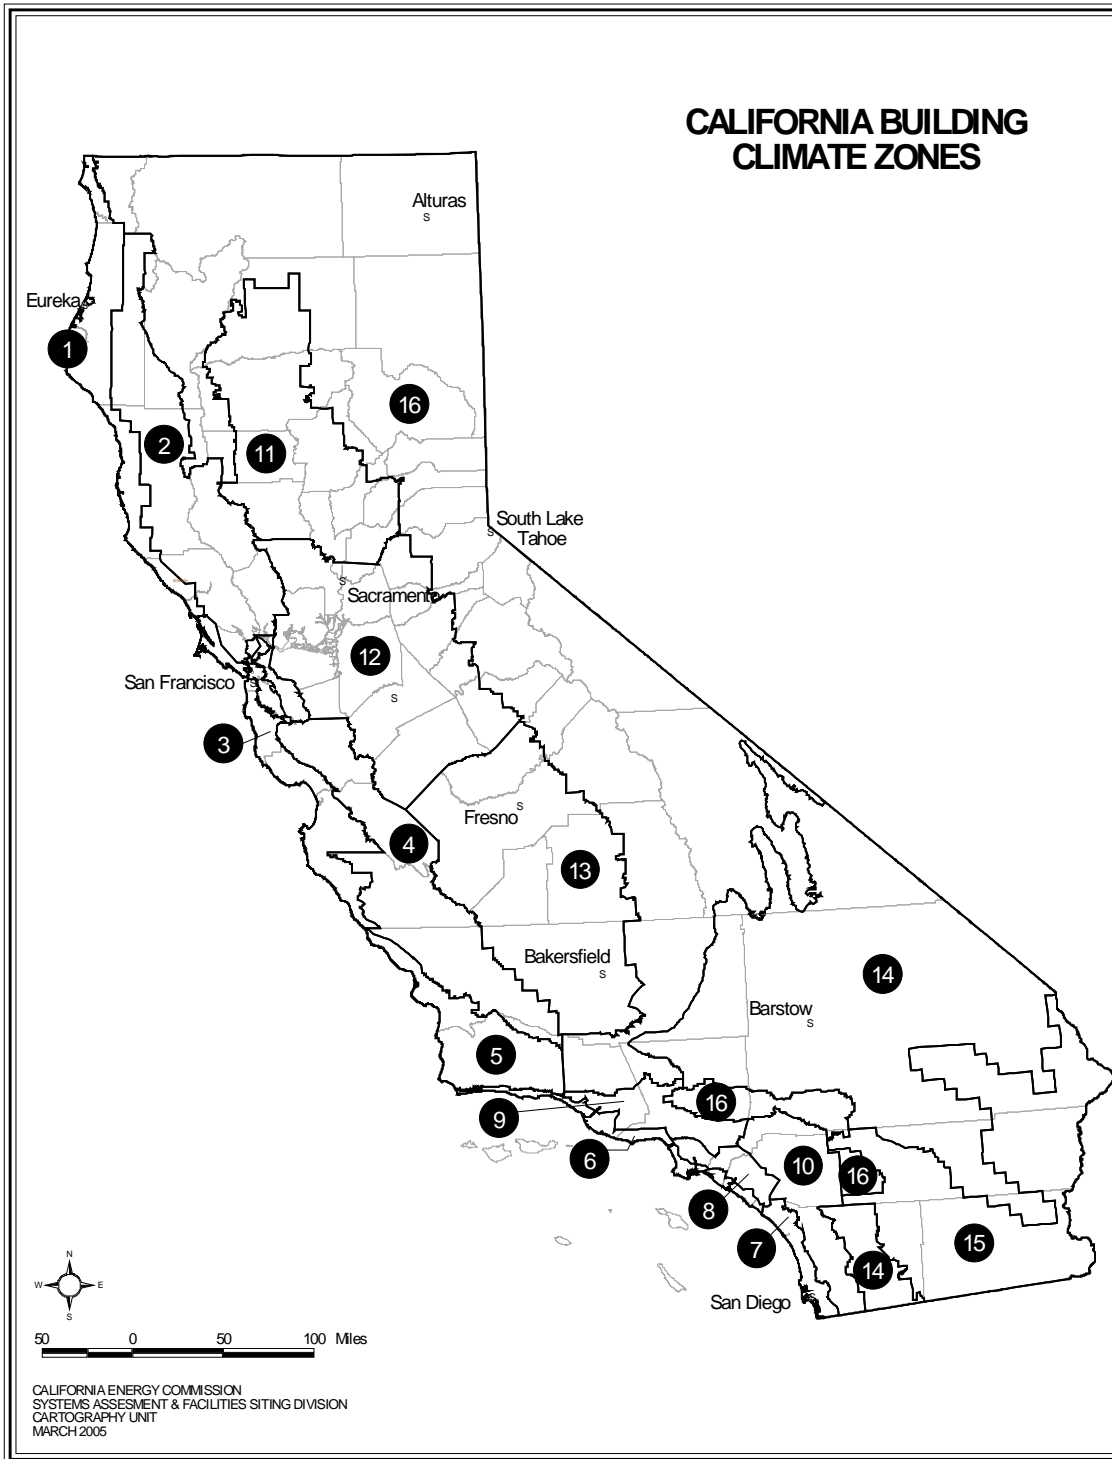 CALIFORNIA BUILDING
CLIMATE ZONES
Alturas
S
Eureka
1
16
2
11
South Lake
Tahoe
S
S
Sacramento
12
San Francisco
S
S
3
Fresno
S
4
13
Bakersfield
S
14
Barstow
S
5
9
16
6
10
16
8
7
15
14
San Diego
S
N
W
E
S
50
0
50
100 Miles
CALIFORNIA ENERGY COMMISSION
SYSTEMS ASSESMENT & FACILITIES SITING DIVISION
CARTOGRAPHY UNIT
MARCH 2005